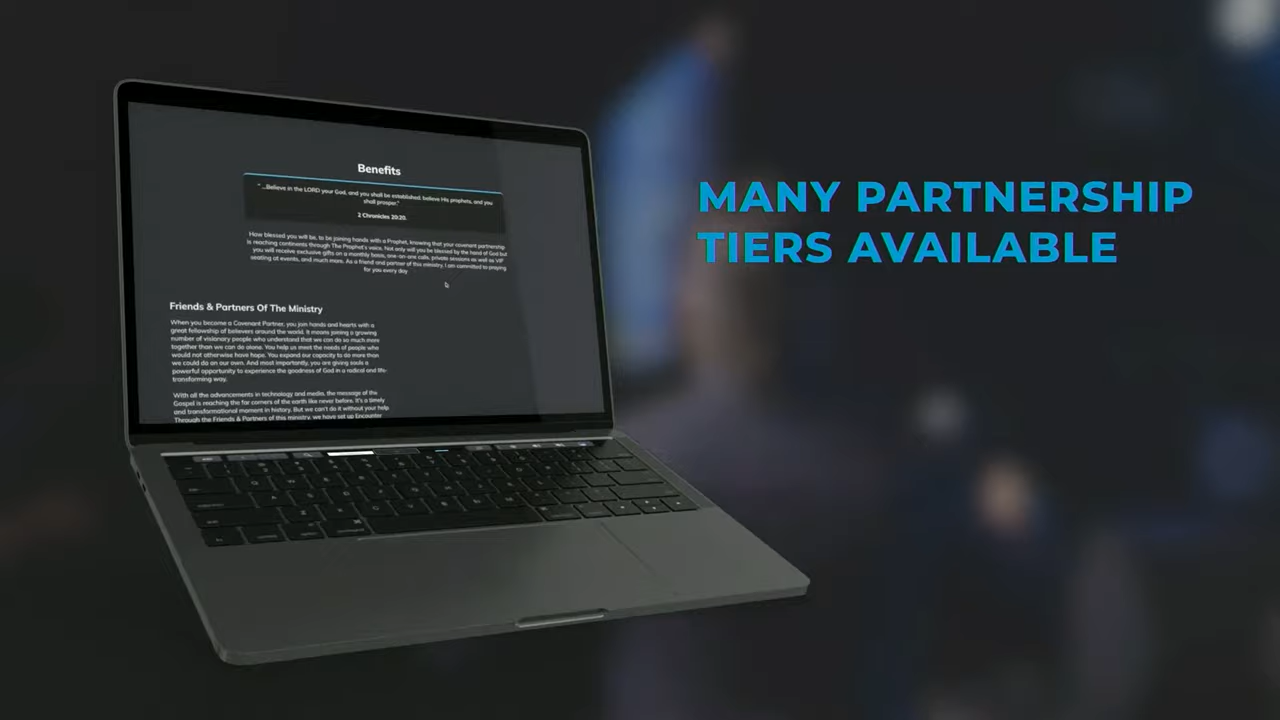 Benefits
"...Believe in the LORD your God, and you shall be established, believe His prophets, and you
shall prosper."
2 Chronicles 20:20.
How blessed you will be, to be joining hands with a Prophet, knowing that your covenant partnership
is reaching continents through The Prophet's voice. Not only will you be blessed by the hand of God but
you will receive exclusive gifts on a monthly basis, one-on-one calls, private sessions as well as VIP
seating at events, and much more. As a friend and partner of this ministry, I am committed to praying
for you every day
Friends & Partners Of The Ministry
When you become a Covenant Partner, you join hands and hearts with a
great fellowship of believers around the world. It means joining a growing
number of visionary people who understand that we can do so much more
together than we can do alone. You help us meet the needs of people who
would not otherwise have hope. You expand our capacity to do more than
we could do on our own. And most importantly, you are giving souls a
powerful opportunity to experience the goodness of God in a radical and life-
transforming way.
With all the advancements in technology and media, the message of the
Gospel is reaching the far corners of the earth like never before. It's a timely
and transformational moment in history. But we can't do it without your help
Through the Friends & Partners of this ministry, we have set up Encounter
MANY PARTNERSHIP
TIERS AVAILABLE